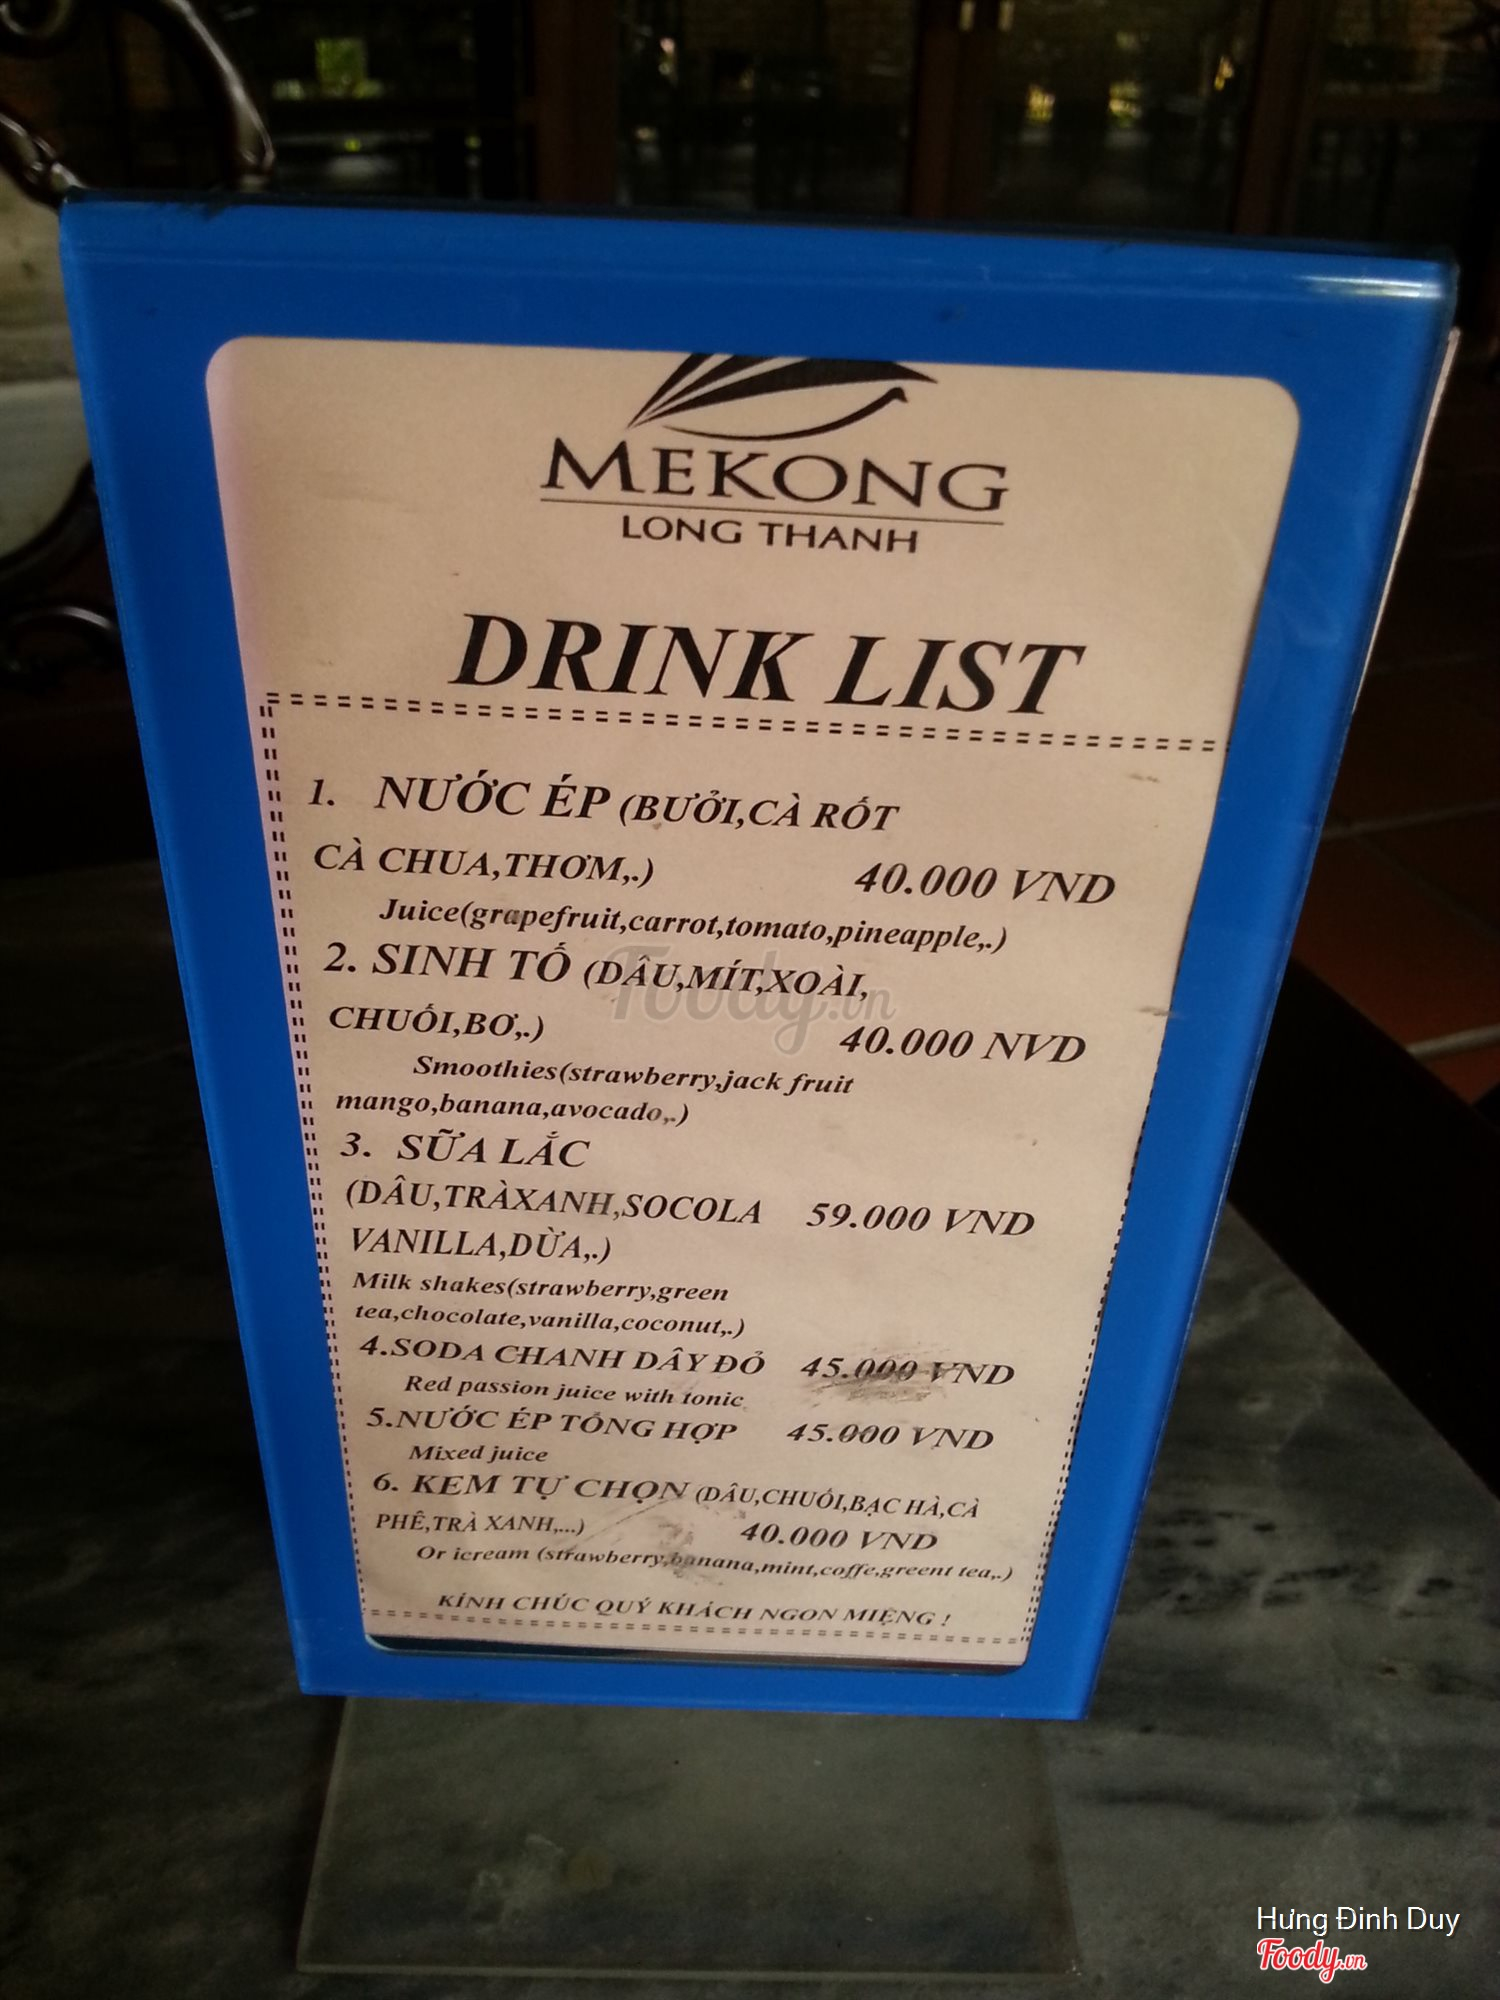 MEKONG
LONG THANH
DRINK LIST
1. NƯỚC ÉP (BƯỞI,CÀ RỐT
CÀ CHUA,THƠM,.) 40.000 VND
Juice(grapefruit,carrot,tomato,pineapple,.)
2. SINH TỐ (DÂU,MÍT,XOÀI,
CHUỐI,BƠ,.) 40.000 NVD
Smoothies(strawberry,jack fruit
mango,banana,avocado,.)
3. SỮA LẮC
(DÂU,TRÀXANH,SOCOLA 59.000 VND
VANILLA,DỪA,.)
Milk shakes(strawberry,green
tea,chocolate,vanilla,coconut,.)
4.SODA CHANH DÂY ĐỎ 45.000 VND
Red passion juice with tonic
5.NƯỚC ÉP TỔNG HỢP 45.000 VND
Mixed juice
6. KEM TỰ CHỌN (DÂU,CHUỐI,BẠC HÀ,CÀ
PHÊ,TRÀ XANH,...) 40.000 VND
Or icream (strawberry,banana,mint,coffe,greent tea,.)
KÍNH CHÚC QUÝ KHÁCH NGON MIỆNG !
Foody.vn
Hưng Đinh Duy
Foody.vn